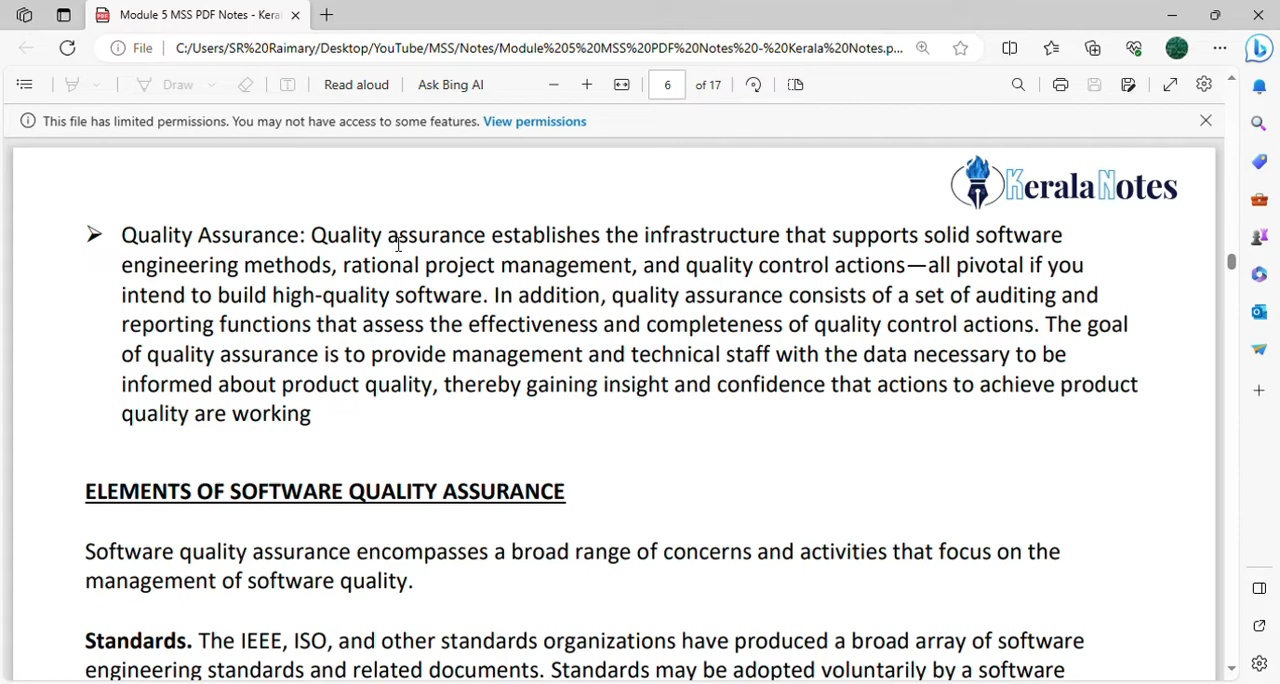 Module 5 MSS PDF Notes - Kera
File
C:/Users/SR%20Raimary/Desktop/YouTube/MSS/Notes/Module%205%20MSS%20PDF%20Notes%20-%20Kerala%20Notes.p...
Draw
Read aloud
Ask Bing AI
6
of 17
This file has limited permissions. You may not have access to some features. View permissions
KeralaNotes
Quality Assurance: Quality assurance establishes the infrastructure that supports solid software
engineering methods, rational project management, and quality control actions—all pivotal if you
intend to build high-quality software. In addition, quality assurance consists of a set of auditing and
reporting functions that assess the effectiveness and completeness of quality control actions. The goal
of quality assurance is to provide management and technical staff with the data necessary to be
informed about product quality, thereby gaining insight and confidence that actions to achieve product
quality are working
ELEMENTS OF SOFTWARE QUALITY ASSURANCE
Software quality assurance encompasses a broad range of concerns and activities that focus on the
management of software quality.
Standards. The IEEE, ISO, and other standards organizations have produced a broad array of software
engineering standards and related documents. Standards may be adopted voluntarily by a software